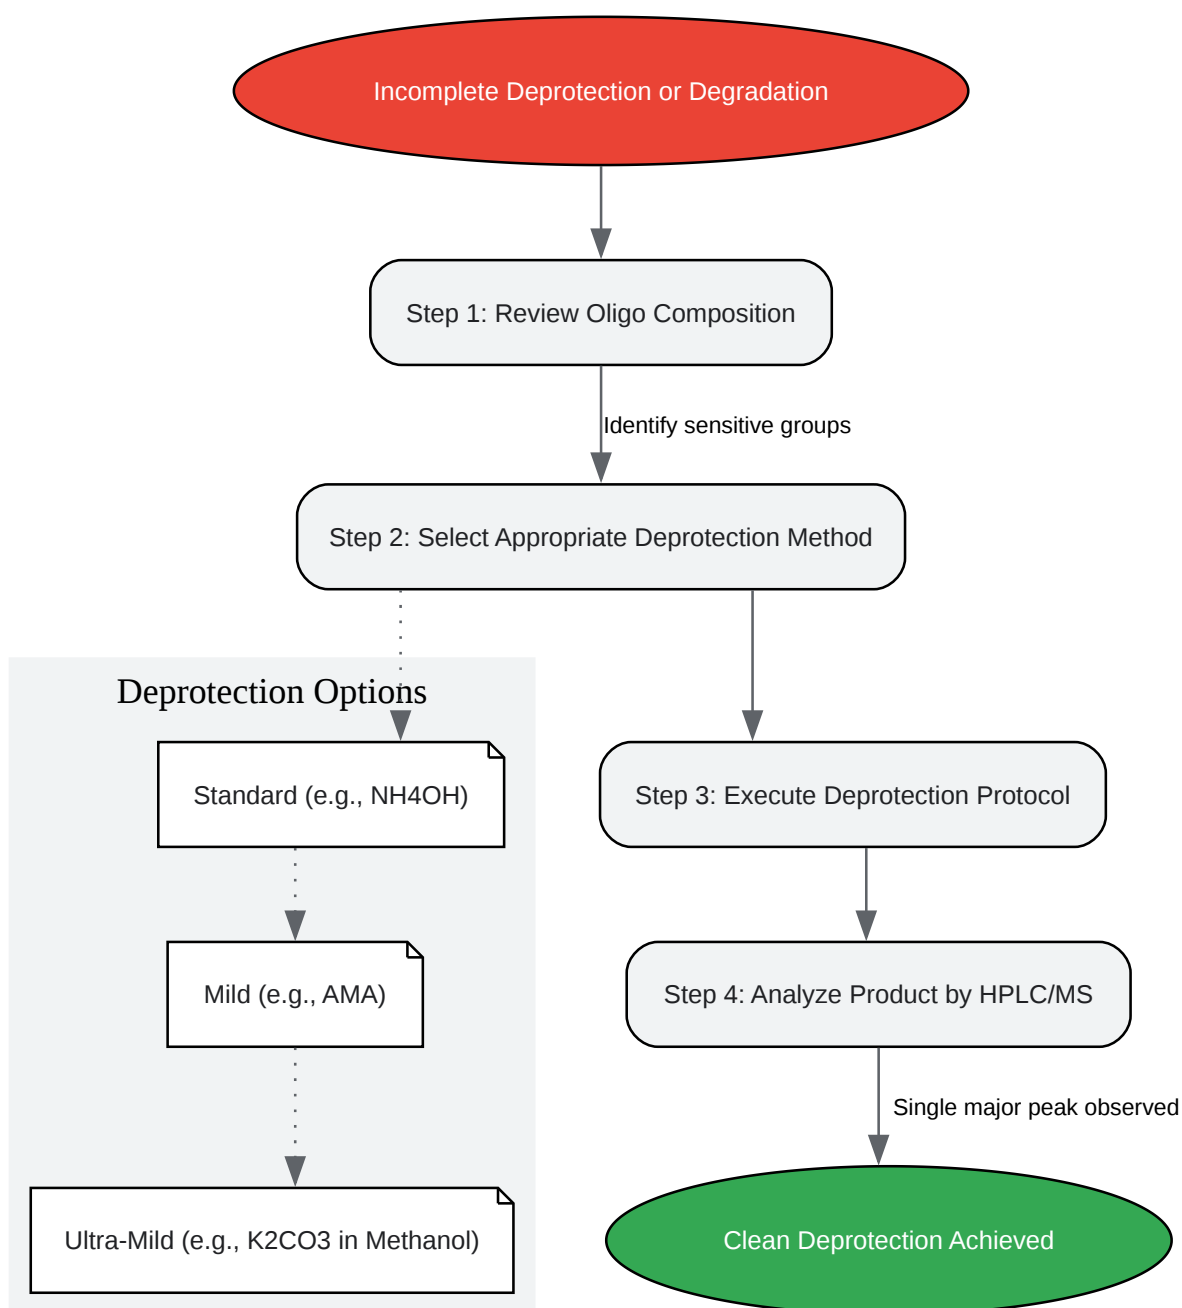 Incomplete Deprotection or Degradation
Step 1: Review Oligo Composition
Identify sensitive groups
Step 2: Select Appropriate Deprotection Method
Deprotection Options
Standard (e.g., NH4OH)
Step 3: Execute Deprotection Protocol
Mild (e.g., AMA)
Step 4: Analyze Product by HPLC/MS
Single major peak observed
Ultra-Mild (e.g., K2CO3 in Methanol)
Clean Deprotection Achieved